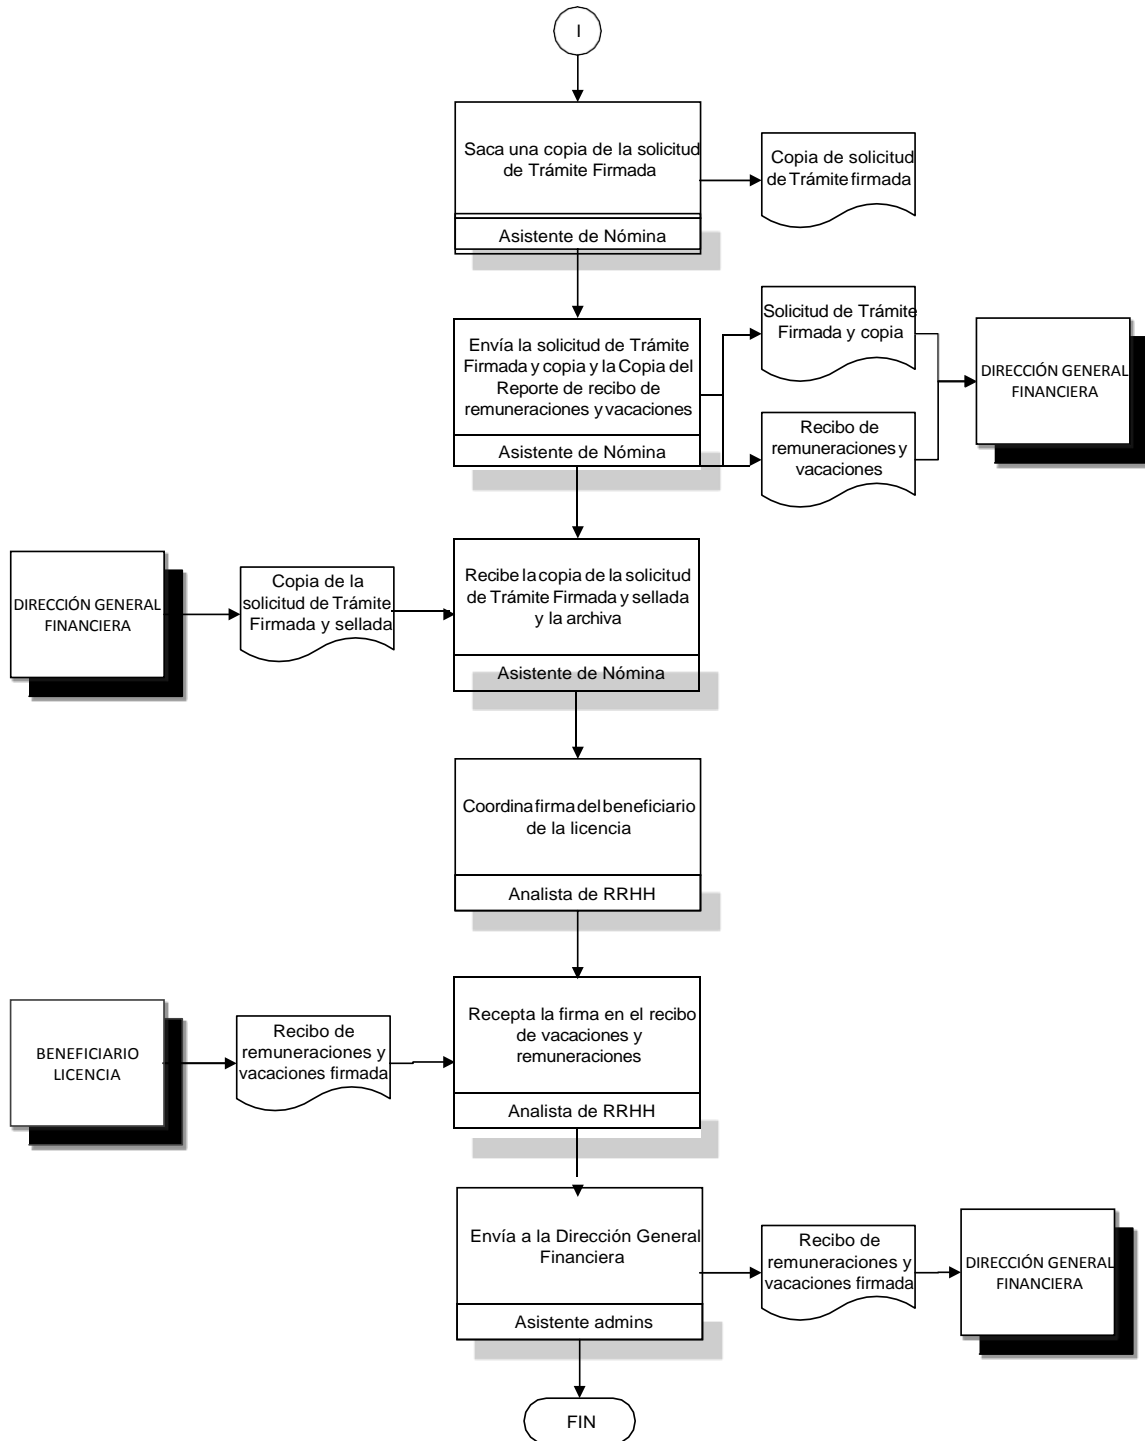 I
Saca una copia de la solicitud
de Trámite Firmada
Asistente de Nómina
Copia de solicitud
de Trámite firmada
Envía la solicitud de Trámite
Firmada y copia y la Copia del
Reporte de recibo de
remuneraciones y vacaciones
Asistente de Nómina
Solicitud de Trámite
Firmada y copia
Recibo de
remuneraciones y
vacaciones
DIRECCIÓN GENERAL
FINANCIERA
DIRECCIÓN GENERAL
FINANCIERA
Copia de la
solicitud de Trámite
Firmada y sellada
Recibe la copia de la solicitud
de Trámite Firmada y sellada
y la archiva
Asistente de Nómina
Coordina firma del beneficiario
de la licencia
Analista de RRHH
BENEFICIARIO
LICENCIA
Recibo de
remuneraciones y
vacaciones firmada
Recepta la firma en el recibo
de vacaciones y
remuneraciones
Analista de RRHH
Envía a la Dirección General
Financiera
Asistente admins
Recibo de
remuneraciones y
vacaciones firmada
DIRECCIÓN GENERAL
FINANCIERA
FIN